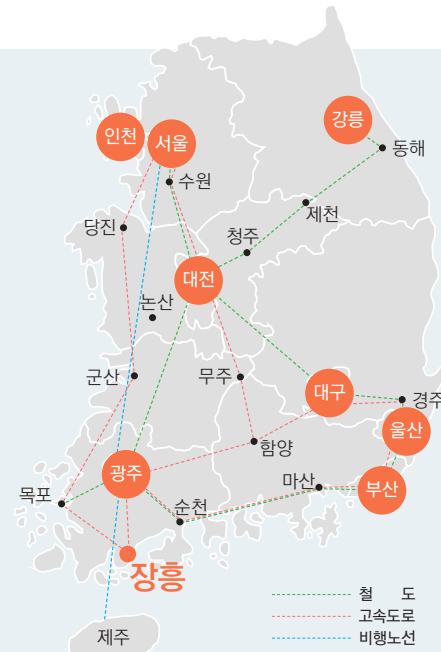 강릉
인천
서울
동해
수원
제천
당진
청주
대전
논산
군산
무주
대구
경주
울산
함양
광주
마산
부산
목포
순천
장흥
철 도
고속도로
비행노선
제주